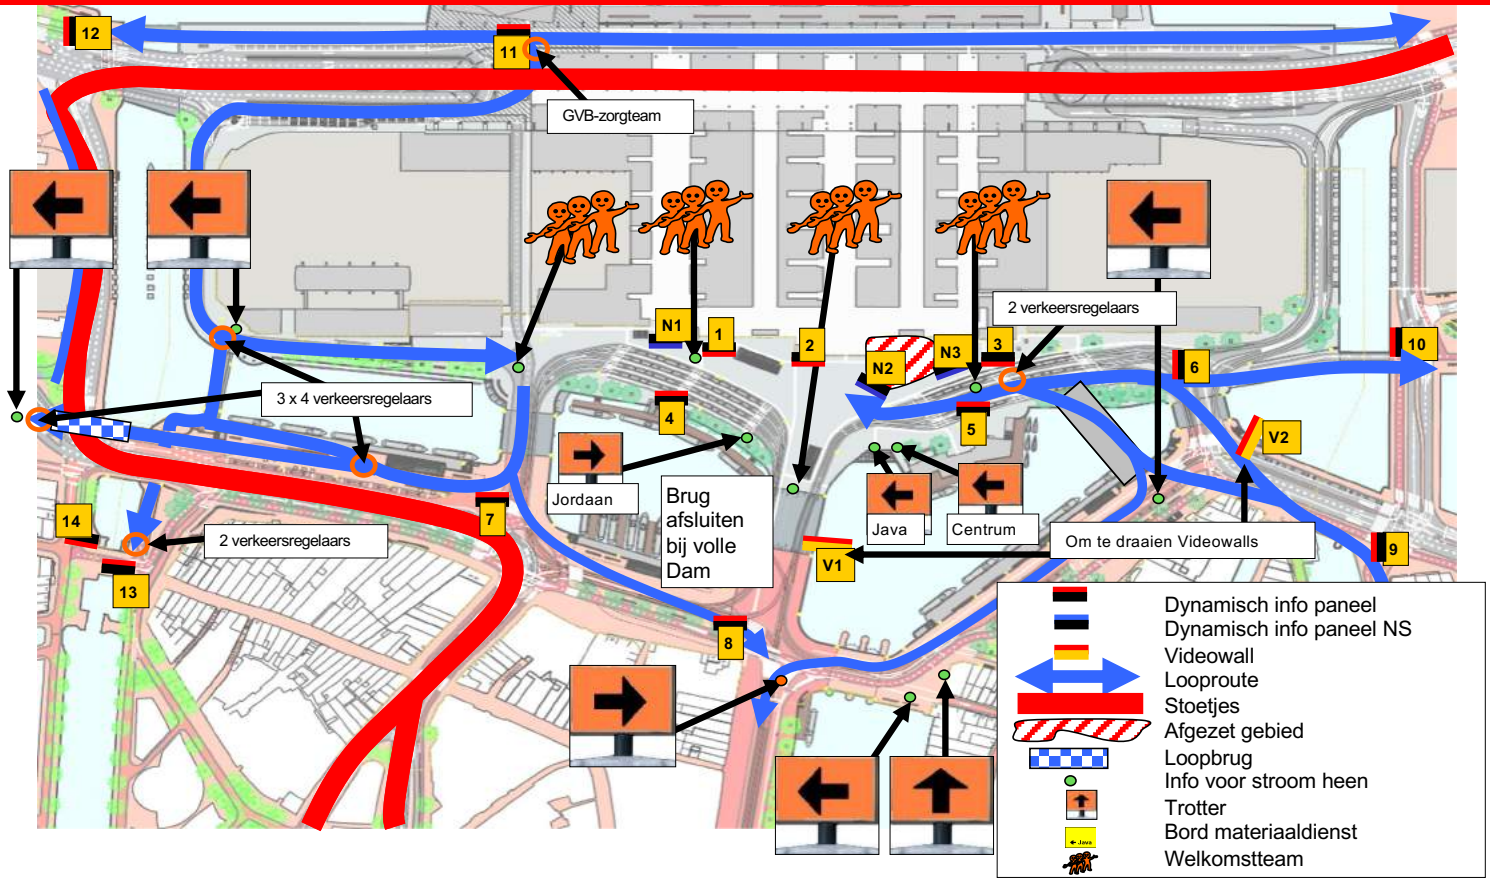 12
11
GVB-zorgteam
2 verkeersregelaars
N1
1
2
N2
N3
3
6
10
3 x 4 verkeersregelaars
4
5
V2
Jordaan
Brug
afsluiten
bij volle
Dam
Java
Centrum
7
14
2 verkeersregelaars
13
V1
Om te draaien Videowalls
9
8
Dynamisch info paneel
Dynamisch info paneel NS
Videowall
Looproute
Stoetjes
Afgezet gebied
Loopbrug
Info voor stroom heen
Trotter
← Java
Bord materiaaldienst
Welkomstteam